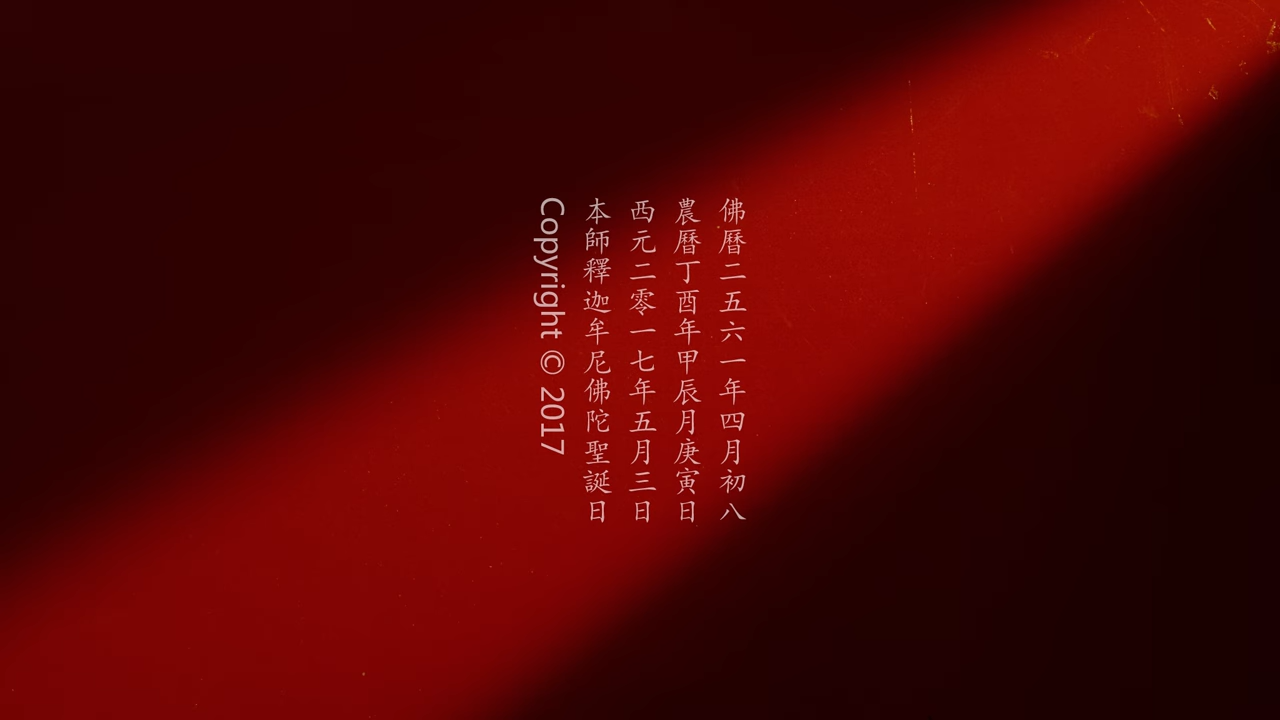 佛曆二五六一年四月初八
農曆丁酉年甲辰月庚寅日
西元二零一七年五月三日
本師釋迦牟尼佛陀聖誕日
Copyright © 2017